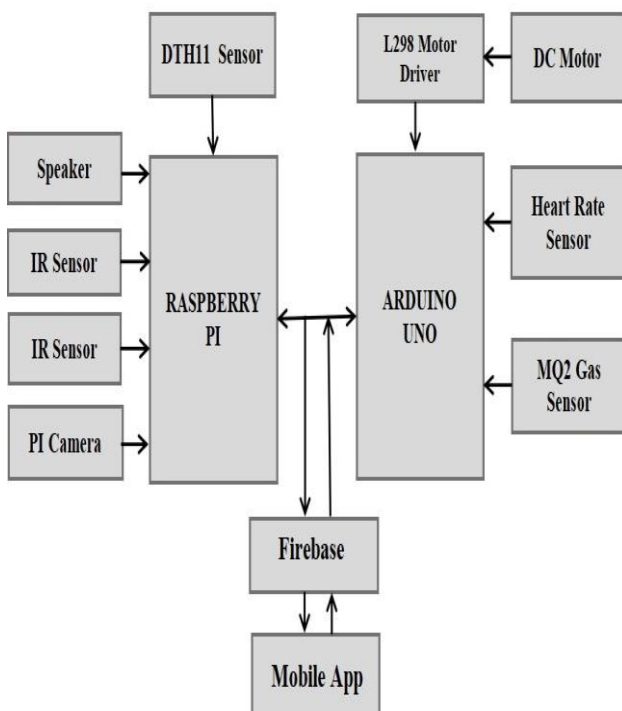 DTH11 Sensor
L298 Motor
Driver
DC Motor
Speaker
IR Sensor
IR Sensor
PI Camera
RASPBERRY
PI
ARDUINO
UNO
Heart Rate
Sensor
MQ2 Gas
Sensor
Firebase
Mobile App